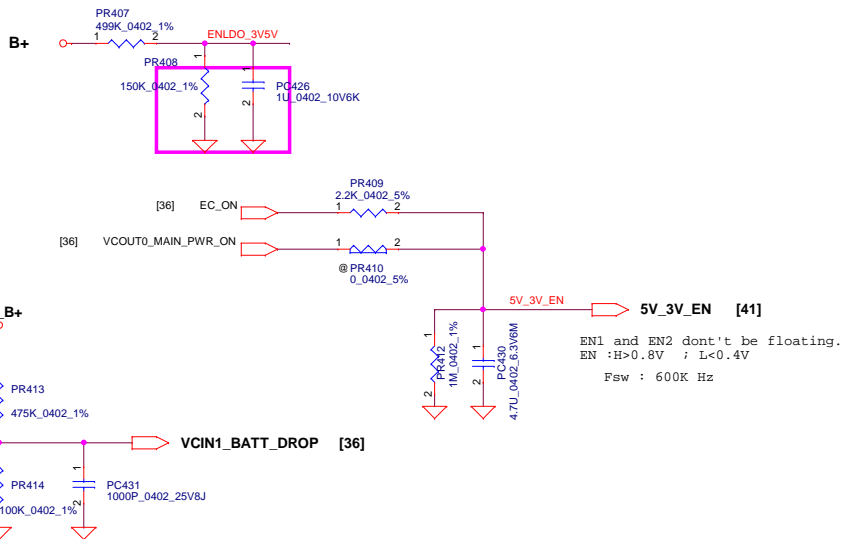 PR407
499K_0402_1%
B+
1
2
ENLDO_3V5V
PR408
150K_0402_1%
1
2
1
2
PC426
1U_0402_10V6K
PR409
2.2K_0402_5%
[36] EC_ON
1
2
[36] VCOUT0_MAIN_PWR_ON
1
2
@ PR410
0_0402_5%
_B+
5V_3V_EN
5V_3V_EN [41]
EN1 and EN2 dont't be floating.
EN :H>0.8V ; L<0.4V
Fsw : 600K Hz
1
2
PR412
1M_0402_1%
1
2
PC430
4.7U_0402_6.3V6M
PR413
475K_0402_1%
VCIN1_BATT_DROP [36]
PR414
100K_0402_1%
1
2
PC431
1000P_0402_25V8J